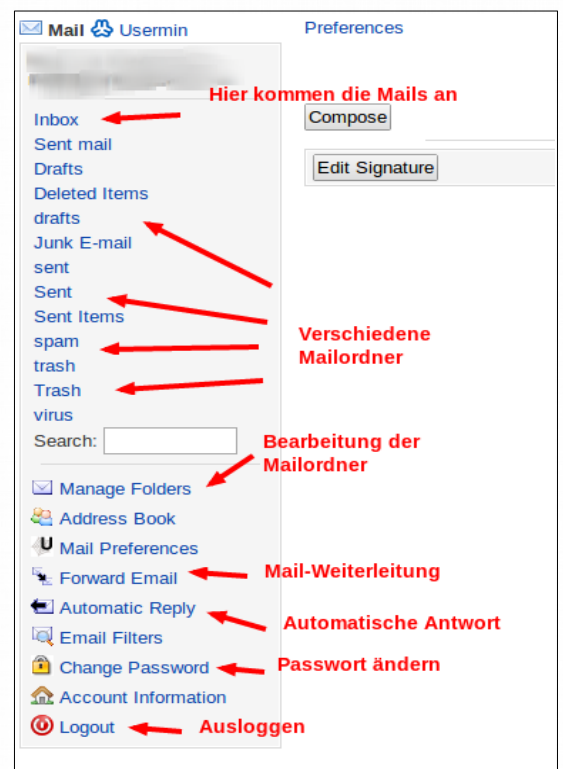 Mail Usermin Preferences
Hier kommen die Mails an
Inbox
Compose
Sent mail
Drafts
Edit Signature
Deleted Items
drafts
Junk E-mail
sent
Sent
Sent Items
Verschiedene
Mailordner
spam
trash
Trash
virus
Search:
Bearbeitung der
Mailordner
Manage Folders
Address Book
Mail Preferences
Forward Email
Mail-Weiterleitung
Automatic Reply
Automatische Antwort
Email Filters
Change Password
Passwort ändern
Account Information
Logout
Ausloggen